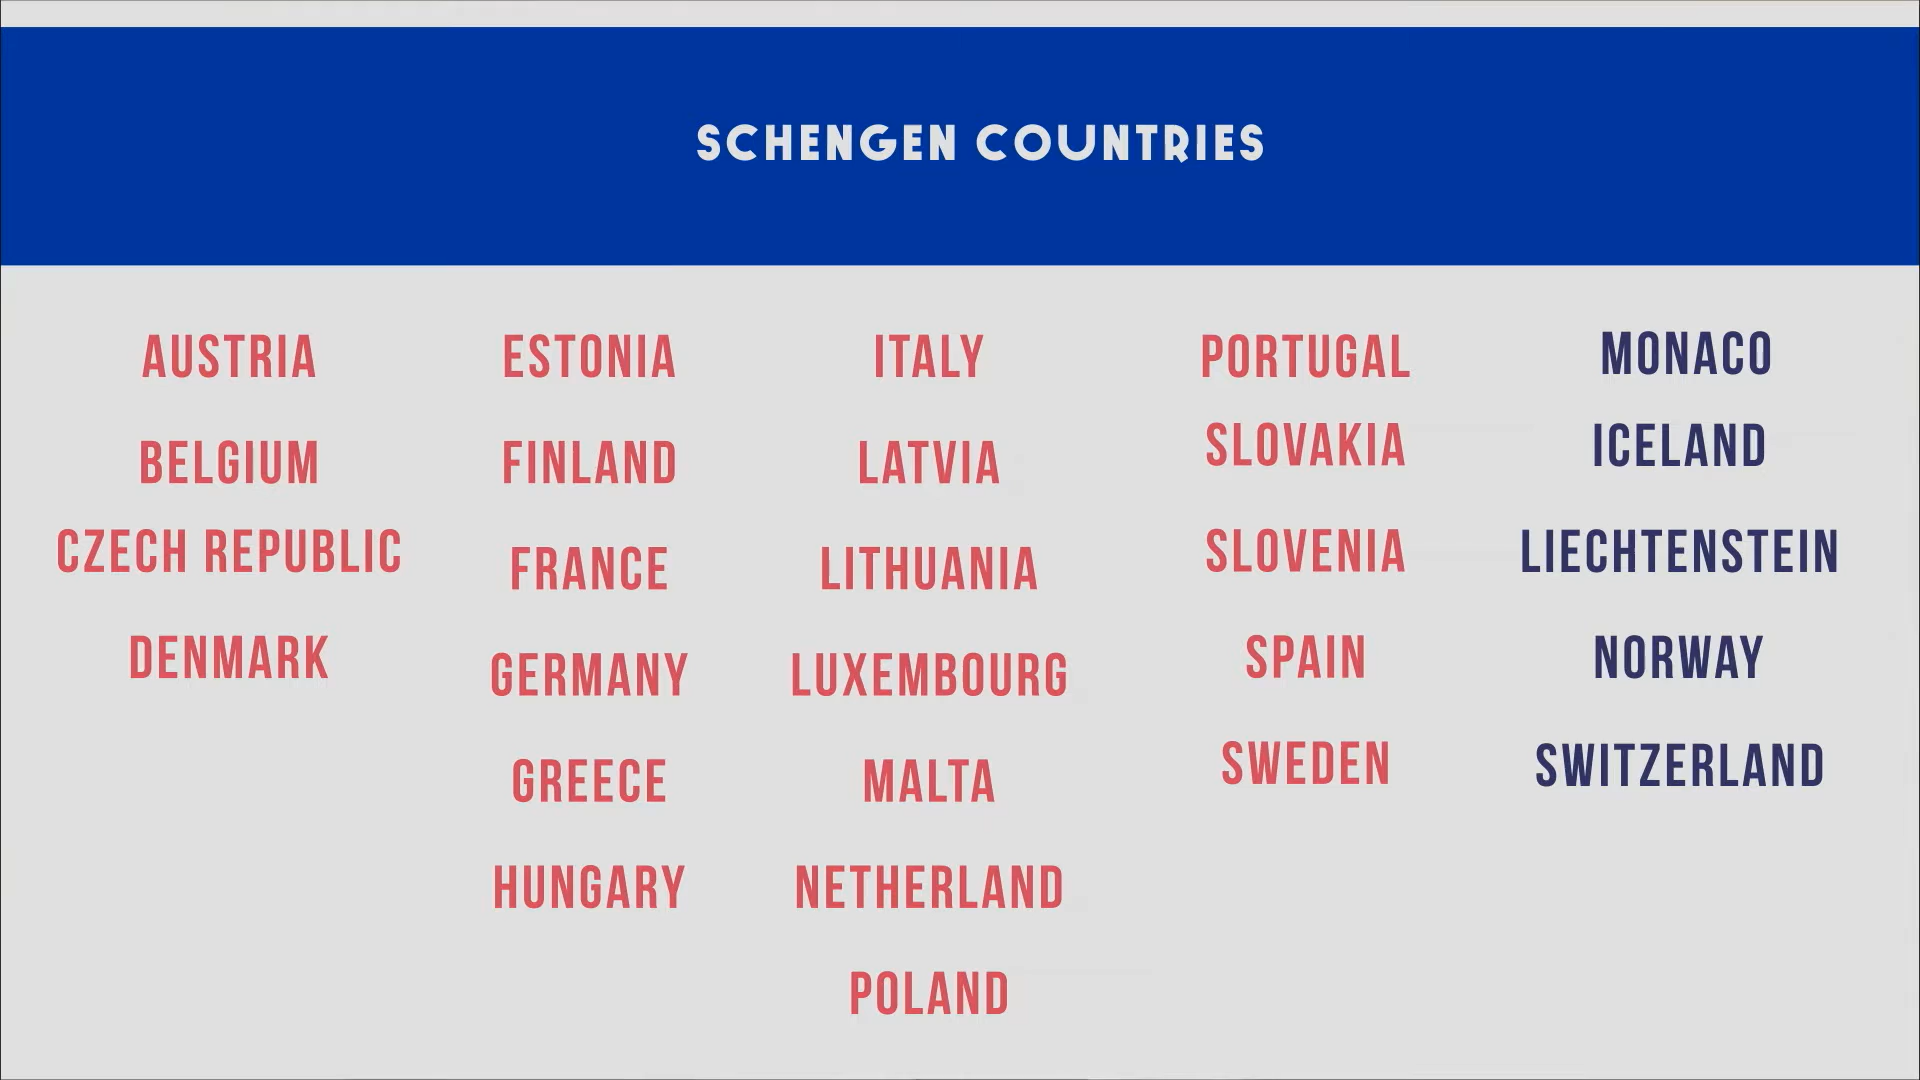 SCHENGEN COUNTRIES
AUSTRIA
BELGIUM
CZECH REPUBLIC
DENMARK
ESTONIA
FINLAND
FRANCE
GERMANY
GREECE
HUNGARY
ITALY
LATVIA
LITHUANIA
LUXEMBOURG
MALTA
NETHERLAND
POLAND
PORTUGAL
SLOVAKIA
SLOVENIA
SPAIN
SWEDEN
MONACO
ICELAND
LIECHTENSTEIN
NORWAY
SWITZERLAND